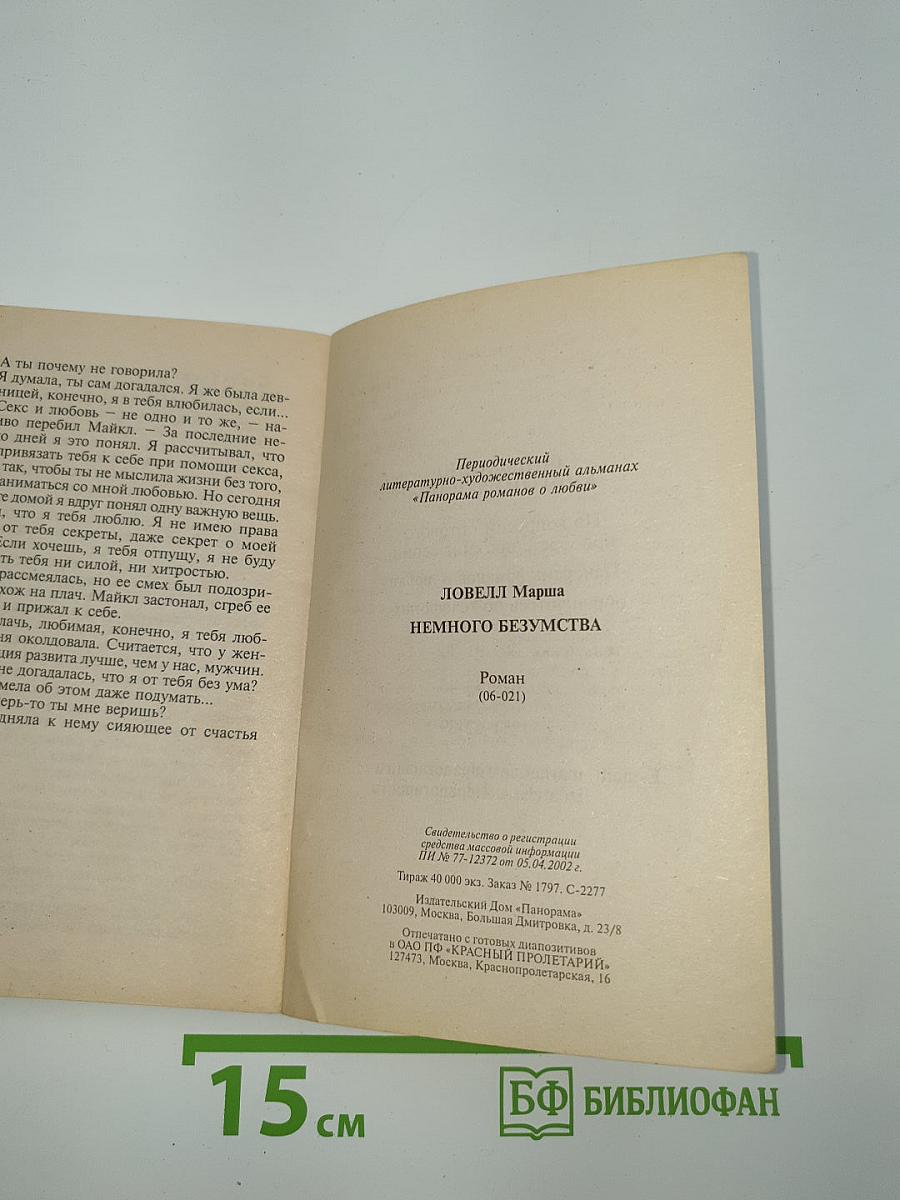 А ты почему не говорила?
Я думала, ты сам догадался. Я же была дев-
ницей, конечно, я в тебя влюбилась, если...
Секс и любовь — не одно и то же, — на-
иво перебил Майкл. — За последние не-
о дней я это понял. Я рассчитывал, что
привязать тебя к себе при помощи секса,
так, чтобы ты не мыслила жизни без того,
аниматься со мной любовью. Но сегодня
те домой я вдруг понял одну важную вещь.
, что я тебя люблю. Я не имею права
от тебя секреты, даже секрет о моей
Если хочешь, я тебя отпущу, я не буду
ть тебя ни силой, ни хитростью.
рассмеялась, но ее смех был подозри-
хож на плач. Майкл застонал, сгреб ее
и прижал к себе.
лачь, любимая, конечно, я тебя люб-
ня околдовала. Считается, что у жен-
ция развита лучше, чем у нас, мужчин.
не догадалась, что я от тебя без ума?
мела об этом даже подумать...
ерь-то ты мне веришь?
дняла к нему сияющее от счастья
Периодический
литературно-художественный альманах
«Панорама романов о любви»
ЛОВЕЛЛ Марша
НЕМНОГО БЕЗУМСТВА
Роман
(06-021)
Свидетельство о регистрации
средства массовой информации
ПИ № 77-12372 от 05.04.2002 г.
Тираж 40 000 экз. Заказ № 1797. С-2277
Издательский Дом «Панорама»
103009, Москва, Большая Дмитровка, д. 23/8
Отпечатано с готовых диапозитивов
в ОАО ПФ «КРАСНЫЙ ПРОЛЕТАРИЙ»
127473, Москва, Краснопролетарская, 16
15 см
БФ БИБЛИОФАН